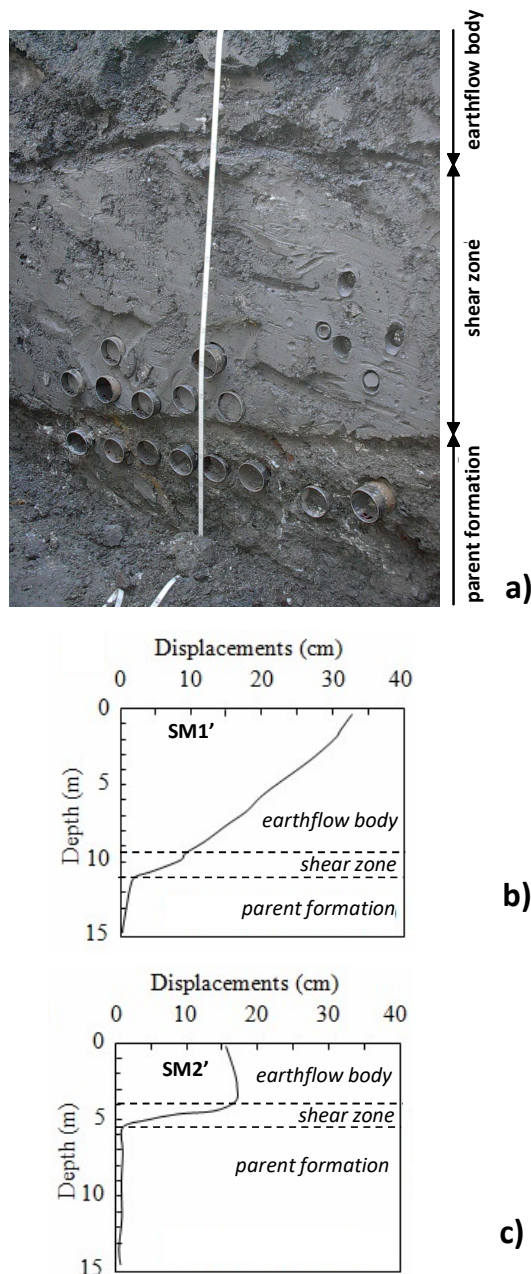 earthflow body
shear zone
parent formation
a)
Displacements (cm)
0 10 20 30 40
0
SM1’
5
Depth (m)
earthflow body
10
shear zone
parent formation
15
b)
Displacements (cm)
0 10 20 30 40
0
SM2’
earthflow body
5
shear zone
Depth (m)
parent formation
10
15
c)